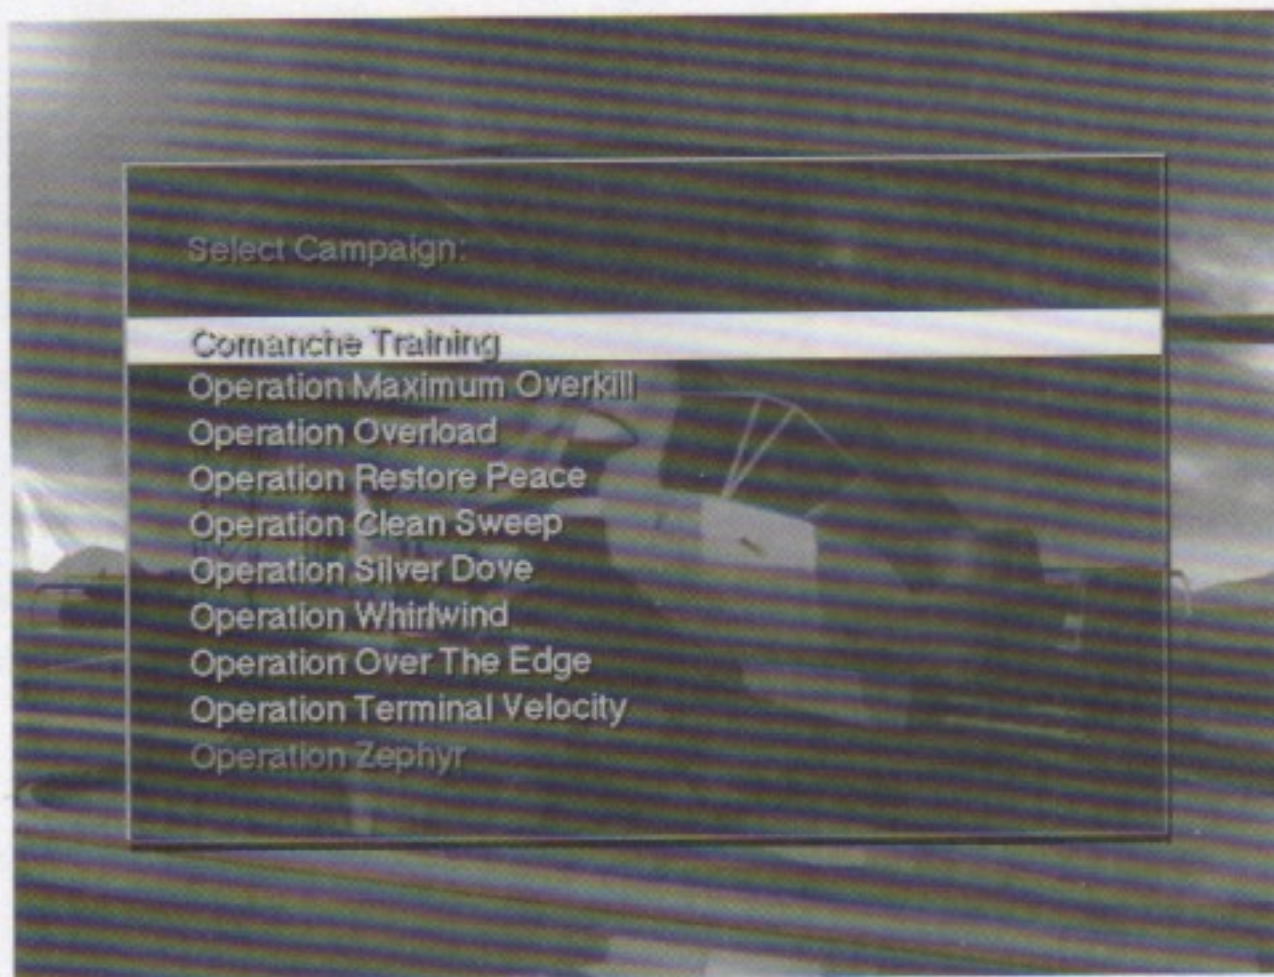 Select Campaign:
Comanche Training
Operation Maximum Overkill
Operation Overload
Operation Restore Peace
Operation Clean Sweep
Operation Silver Dove
Operation Whirlwind
Operation Over The Edge
Operation Terminal Velocity
Operation Zephyr